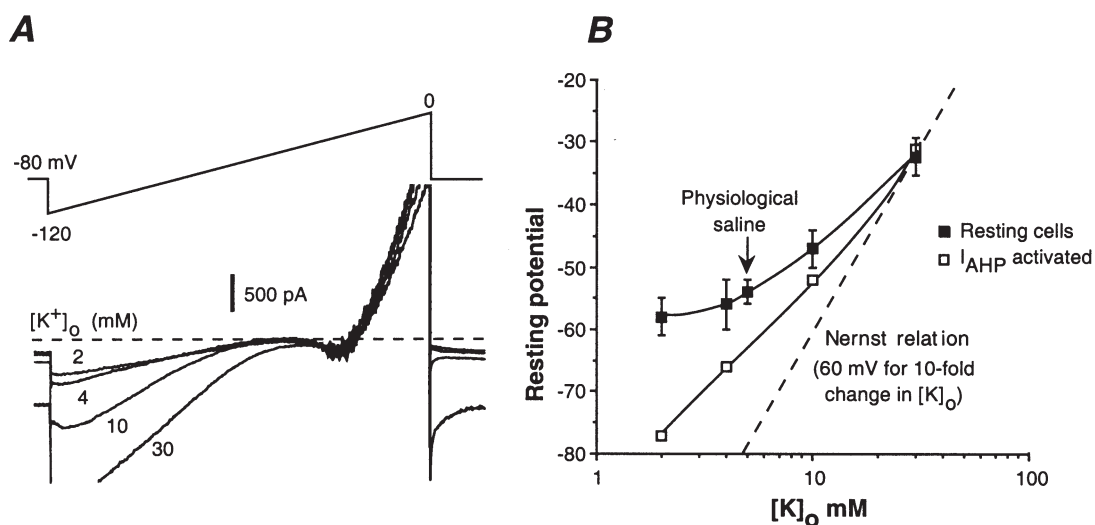 A
0
-80 mV
-120
500 pA
[K+]o (mM)
2
4
10
30
B
-20
-30
-40
-50
-60
-70
-80
Resting potential
Physiological
saline
Resting cells
IAHP activated
Nernst relation
(60 mV for 10-fold
change in [K]o)
1
10
100
[K]o mM